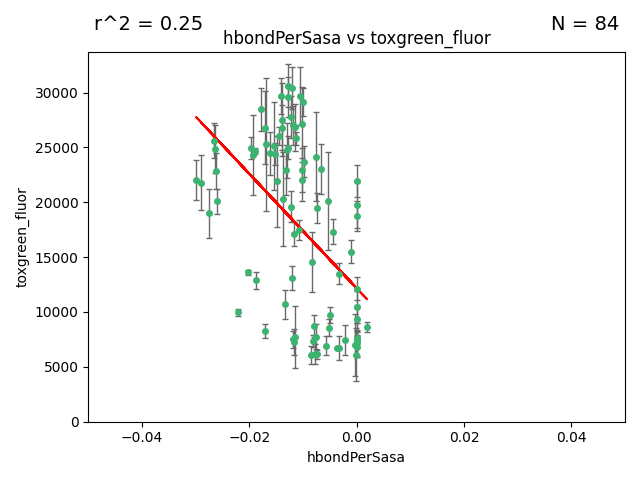 r^2 = 0.25
N = 84
hbondPerSasa vs toxgreen_fluor
toxgreen_fluor
30000
25000
20000
15000
10000
5000
0
−0.04
−0.02
0.00
0.02
0.04
hbondPerSasa